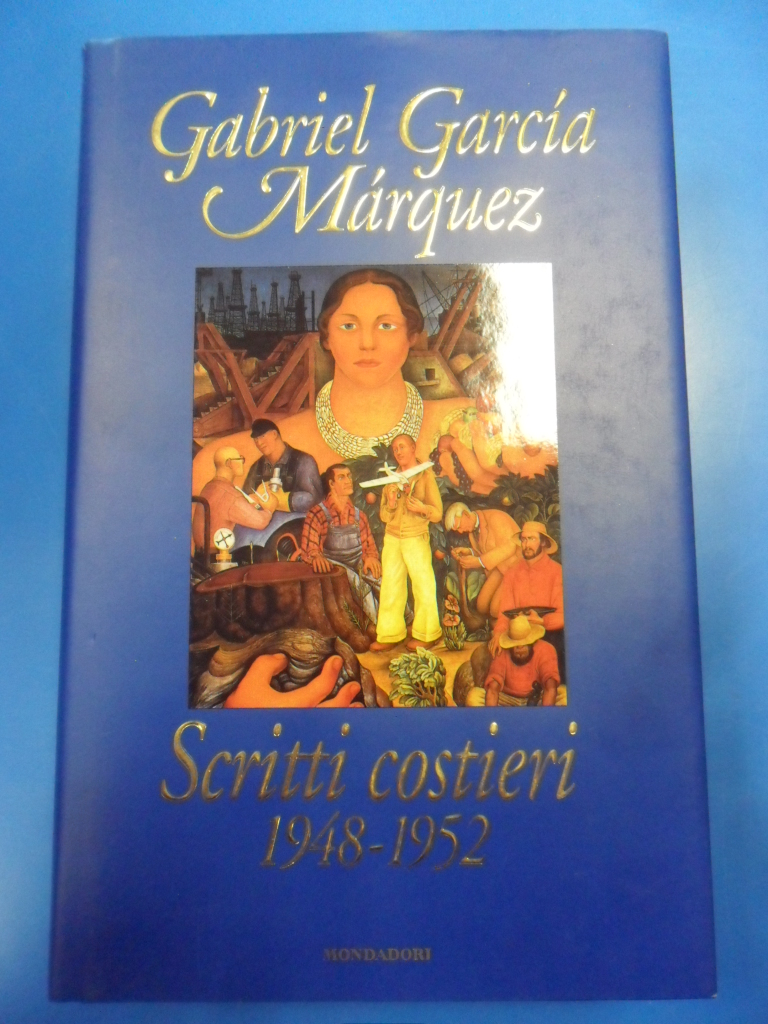 Gabriel García
Márquez
Scritti costieri
1948-1952
MONDADORI